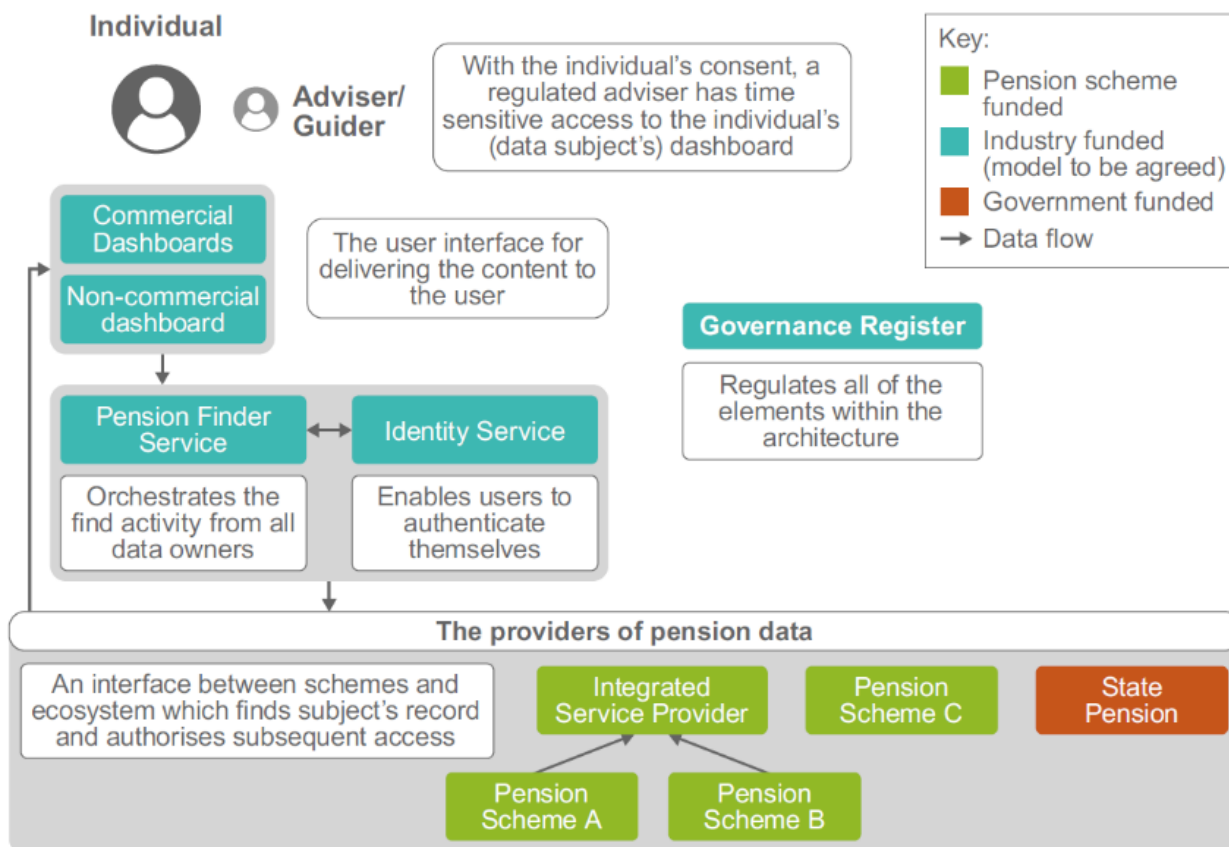 Individual
Adviser/
Guider
With the individual's consent, a
regulated adviser has time
sensitive access to the individual's
(data subject's) dashboard
Key:
Pension scheme
funded
Industry funded
(model to be agreed)
Government funded
Data flow
Commercial
Dashboards
Non-commercial
dashboard
The user interface for
delivering the content to
the user
Governance Register
Regulates all of the
elements within the
architecture
Pension Finder
Service
Identity Service
Orchestrates the
find activity from all
data owners
Enables users to
authenticate
themselves
The providers of pension data
An interface between schemes and
ecosystem which finds subject's record
and authorises subsequent access
Integrated
Service Provider
Pension
Scheme C
State
Pension
Pension
Scheme A
Pension
Scheme B